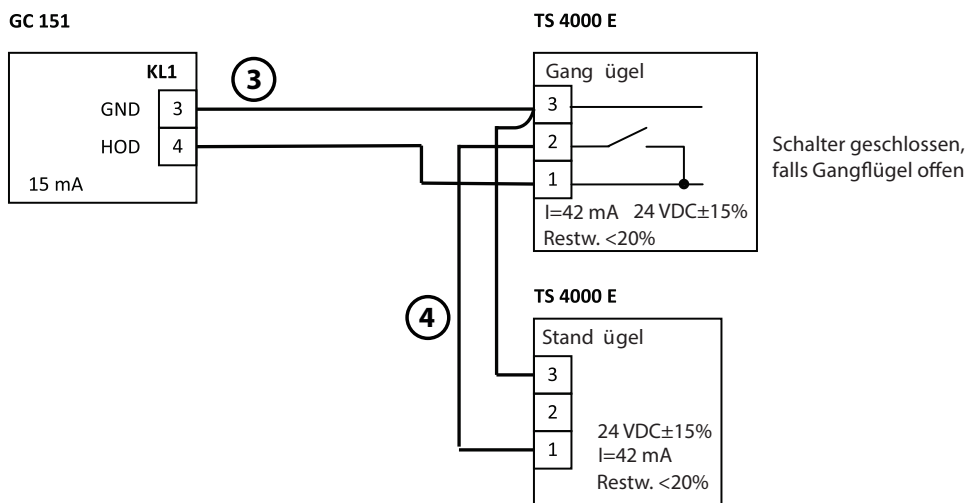 GC 151
KL1
GND 3
HOD 4
15 mA
3
TS 4000 E
Gang ügel
3
2
1
I=42 mA 24 VDC±15%
Restw. <20%
Schalter geschlossen,
falls Gangflügel offen
4
TS 4000 E
Stand ügel
3
2
1
24 VDC±15%
I=42 mA
Restw. <20%